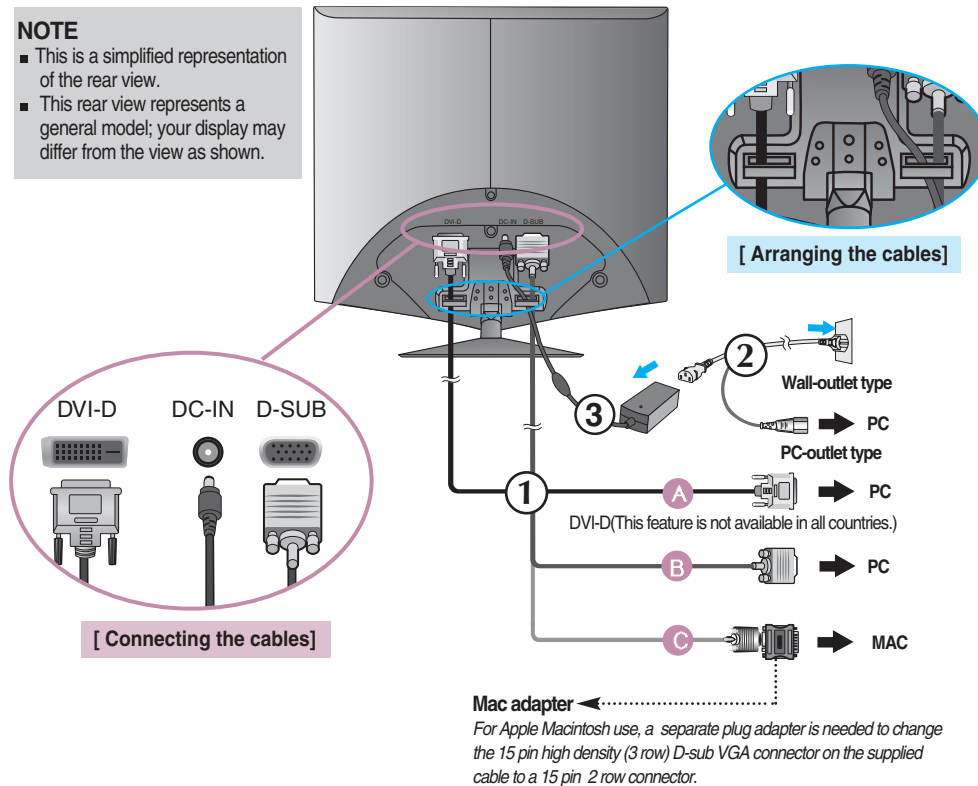 NOTE
■ This is a simplified representation
of the rear view.
■ This rear view represents a
general model; your display may
differ from the view as shown.
DVI-D DC-IN D-SUB
[ Arranging the cables]
2
Wall-outlet type
3
PC
PC-outlet type
DVI-D DC-IN D-SUB
1
A
PC
DVI-D(This feature is not available in all countries.)
B
PC
[ Connecting the cables]
C
MAC
Mac adapter
For Apple Macintosh use, a separate plug adapter is needed to change
the 15 pin high density (3 row) D-sub VGA connector on the supplied
cable to a 15 pin 2 row connector.